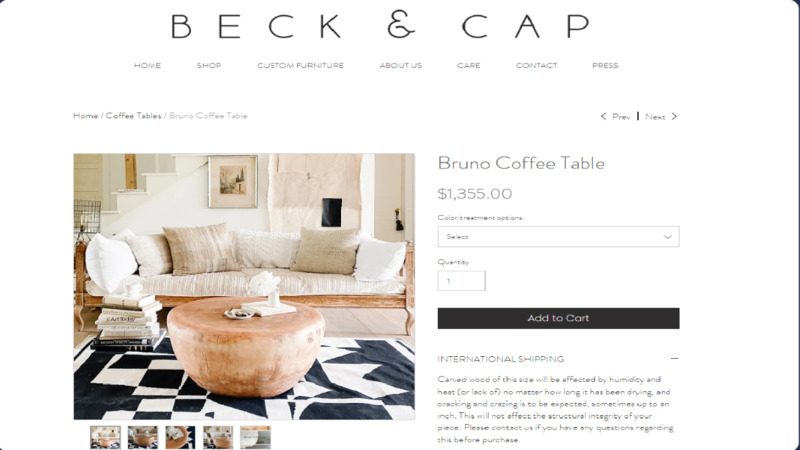 BECK & CAP
HOME SHOP CUSTOM FURNITURE ABOUT US CARE CONTACT PRESS
Home / Coffee Tables / Bruno Coffee Table
Prev | Next
Bruno Coffee Table
$1,355.00
Color/treatment options:
Select
Quantity
1
Add to Cart
INTERNATIONAL SHIPPING
Carved wood of this size will be affected by humidity and
heat (or lack of) no matter how long it has been drying, and
cracking and crazing is to be expected, sometimes up to an
inch. This will not affect the structural integrity of your
piece. Please contact us if you have any questions regarding
this before purchase.